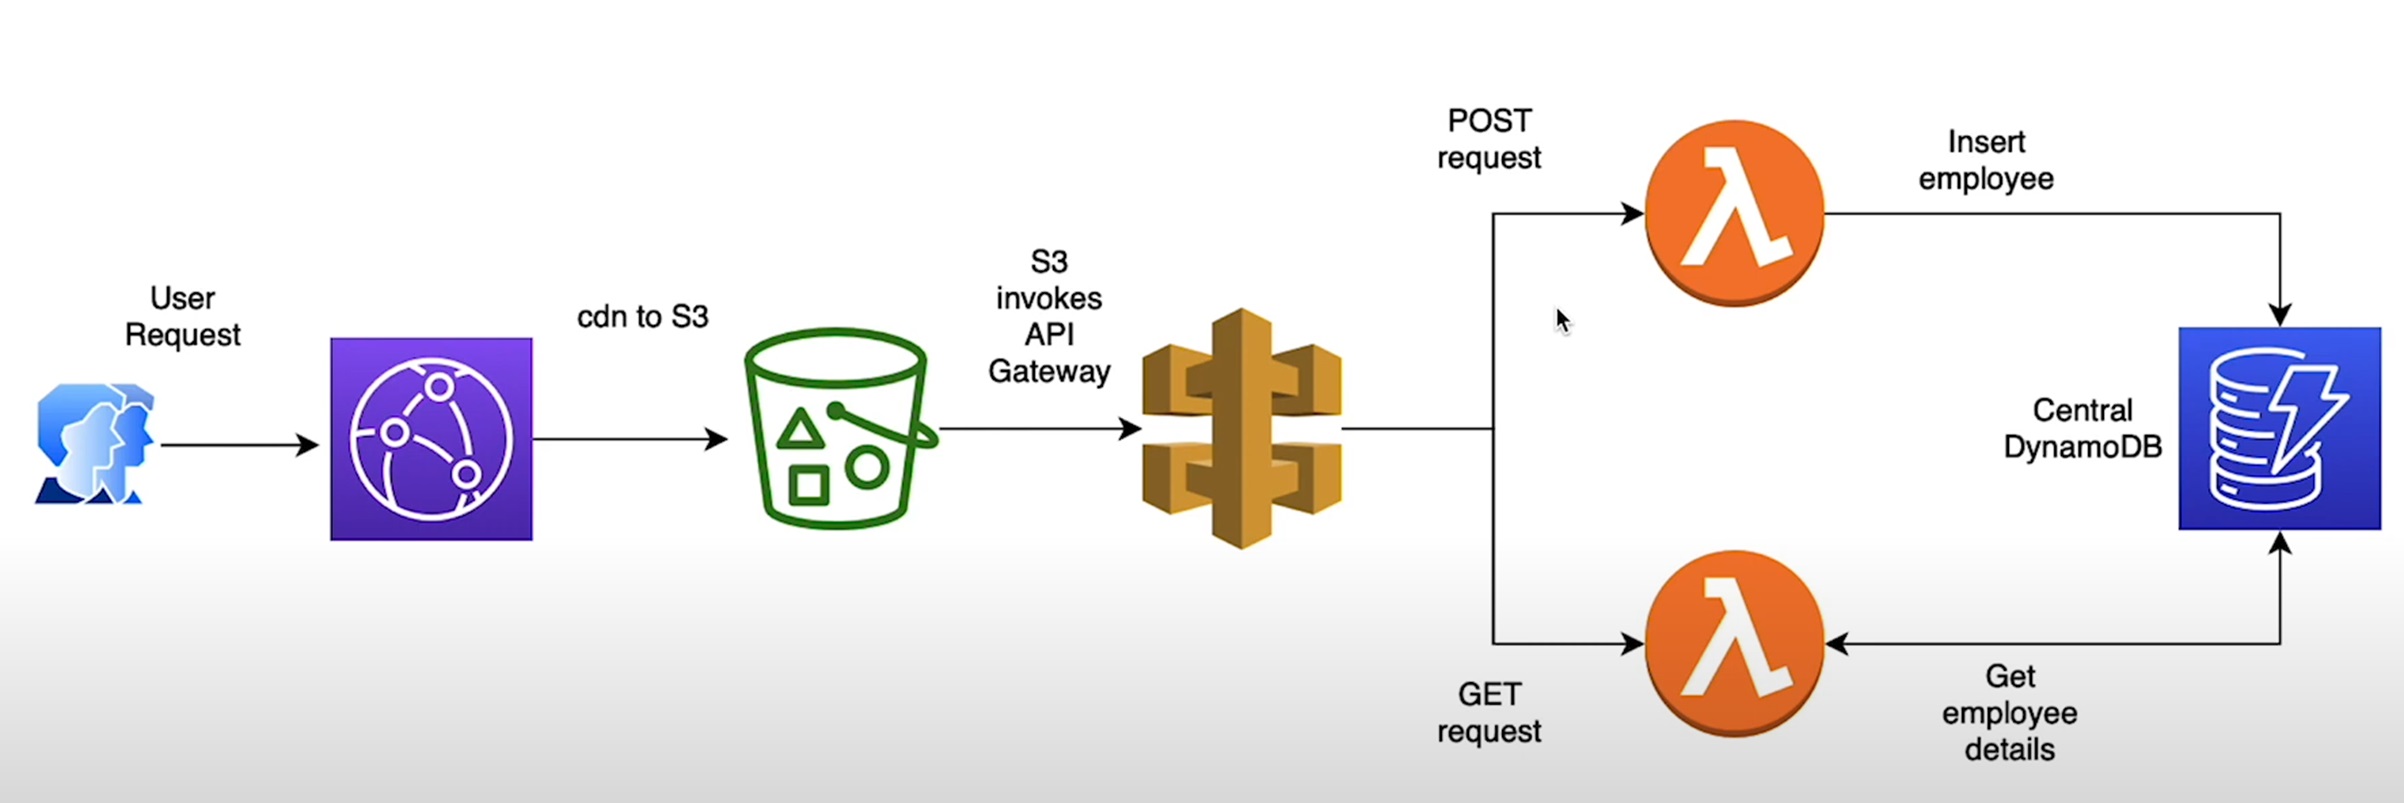 User
Request
cdn to S3
S3
invokes
API
Gateway
POST
request
Insert
employee
Central
DynamoDB
GET
request
Get
employee
details